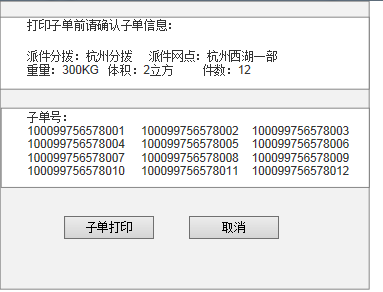 打印子单前请确认子单信息：
派件分拨：杭州分拨 派件网点：杭州西湖一部
重量：300KG 体积：2立方 件数：12
子单号：
100099756578001 100099756578002 100099756578003
100099756578004 100099756578005 100099756578006
100099756578007 100099756578008 100099756578009
100099756578010 100099756578011 100099756578012
子单打印 取消